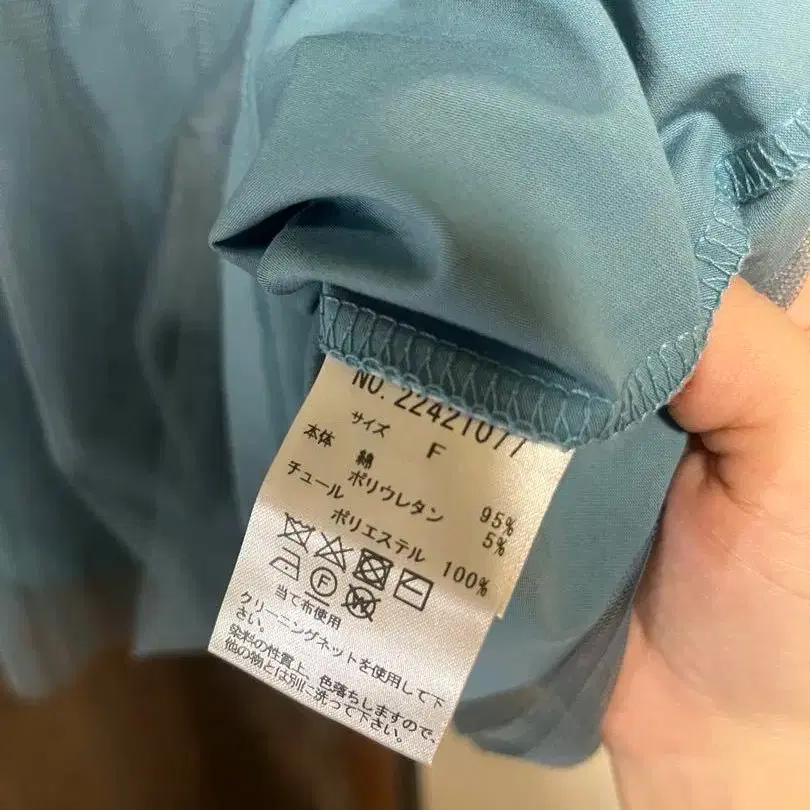 NO. 22421077
サイズ F
本体 綿 95%
ポリウレタン 5%
チュール
ポリエステル 100%
F
W
当て布使用
クリーニングネットを使用して下
さい。
染料の性質上、色落ちしますので、
他の物とは別に洗って下さい。